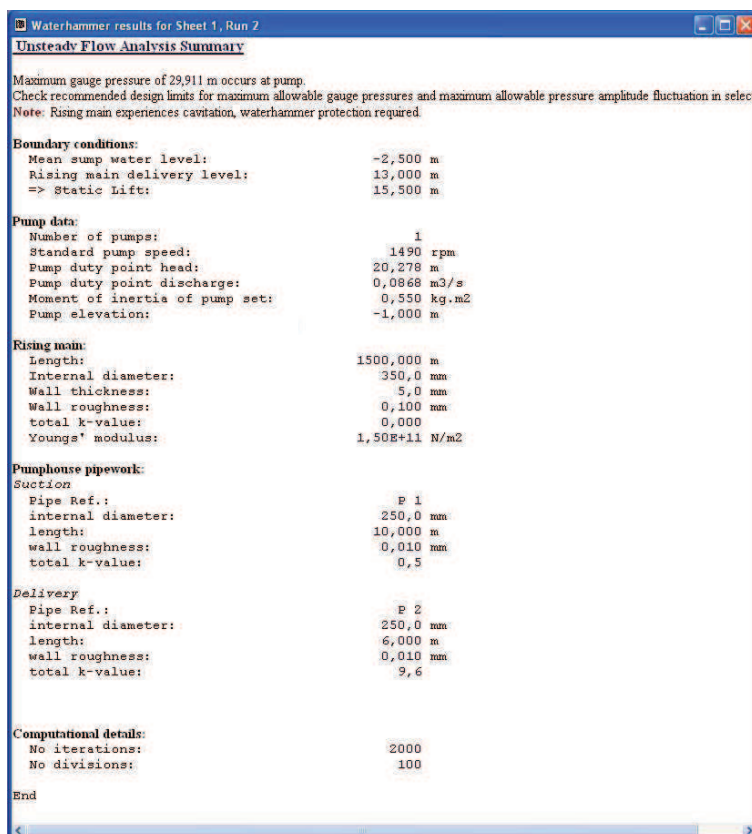 Waterhammer results for Sheet 1, Run 2
Unsteady Flow Analysis Summary
Maximum gauge pressure of 29,911 m occurs at pump.
Check recommended design limits for maximum allowable gauge pressures and maximum allowable pressure amplitude fluctuation in selec
Note: Rising main experiences cavitation, waterhammer protection required.
Boundary conditions:
Mean sump water level: -2,500 m
Rising main delivery level: 13,000 m
=> Static Lift: 15,500 m
Pump data:
Number of pumps: 1
Standard pump speed: 1490 rpm
Pump duty point head: 20,278 m
Pump duty point discharge: 0,0868 m3/s
Moment of inertia of pump set: 0,550 kg.m2
Pump elevation: -1,000 m
Rising main:
Length: 1500,000 m
Internal diameter: 350,0 mm
Wall thickness: 5,0 mm
Wall roughness: 0,100 mm
total k-value: 0,000
Youngs' modulus: 1,50E+11 N/m2
Pumphouse pipework:
Suction
Pipe Ref.: P 1
internal diameter: 250,0 mm
length: 10,000 m
wall roughness: 0,010 mm
total k-value: 0,5
Delivery
Pipe Ref.: P 2
internal diameter: 250,0 mm
length: 6,000 m
wall roughness: 0,010 mm
total k-value: 9,6
Computational details:
No iterations: 2000
No divisions: 100
End